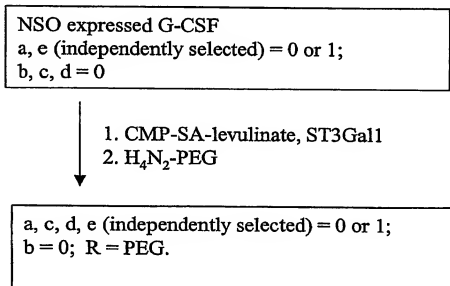 NSO expressed G-CSF
a, e (independently selected) = 0 or 1;
b, c, d = 0
1. CMP-SA-levulinate, ST3Gal1
2. H₄N₂-PEG
a, c, d, e (independently selected) = 0 or 1;
b = 0; R = PEG.